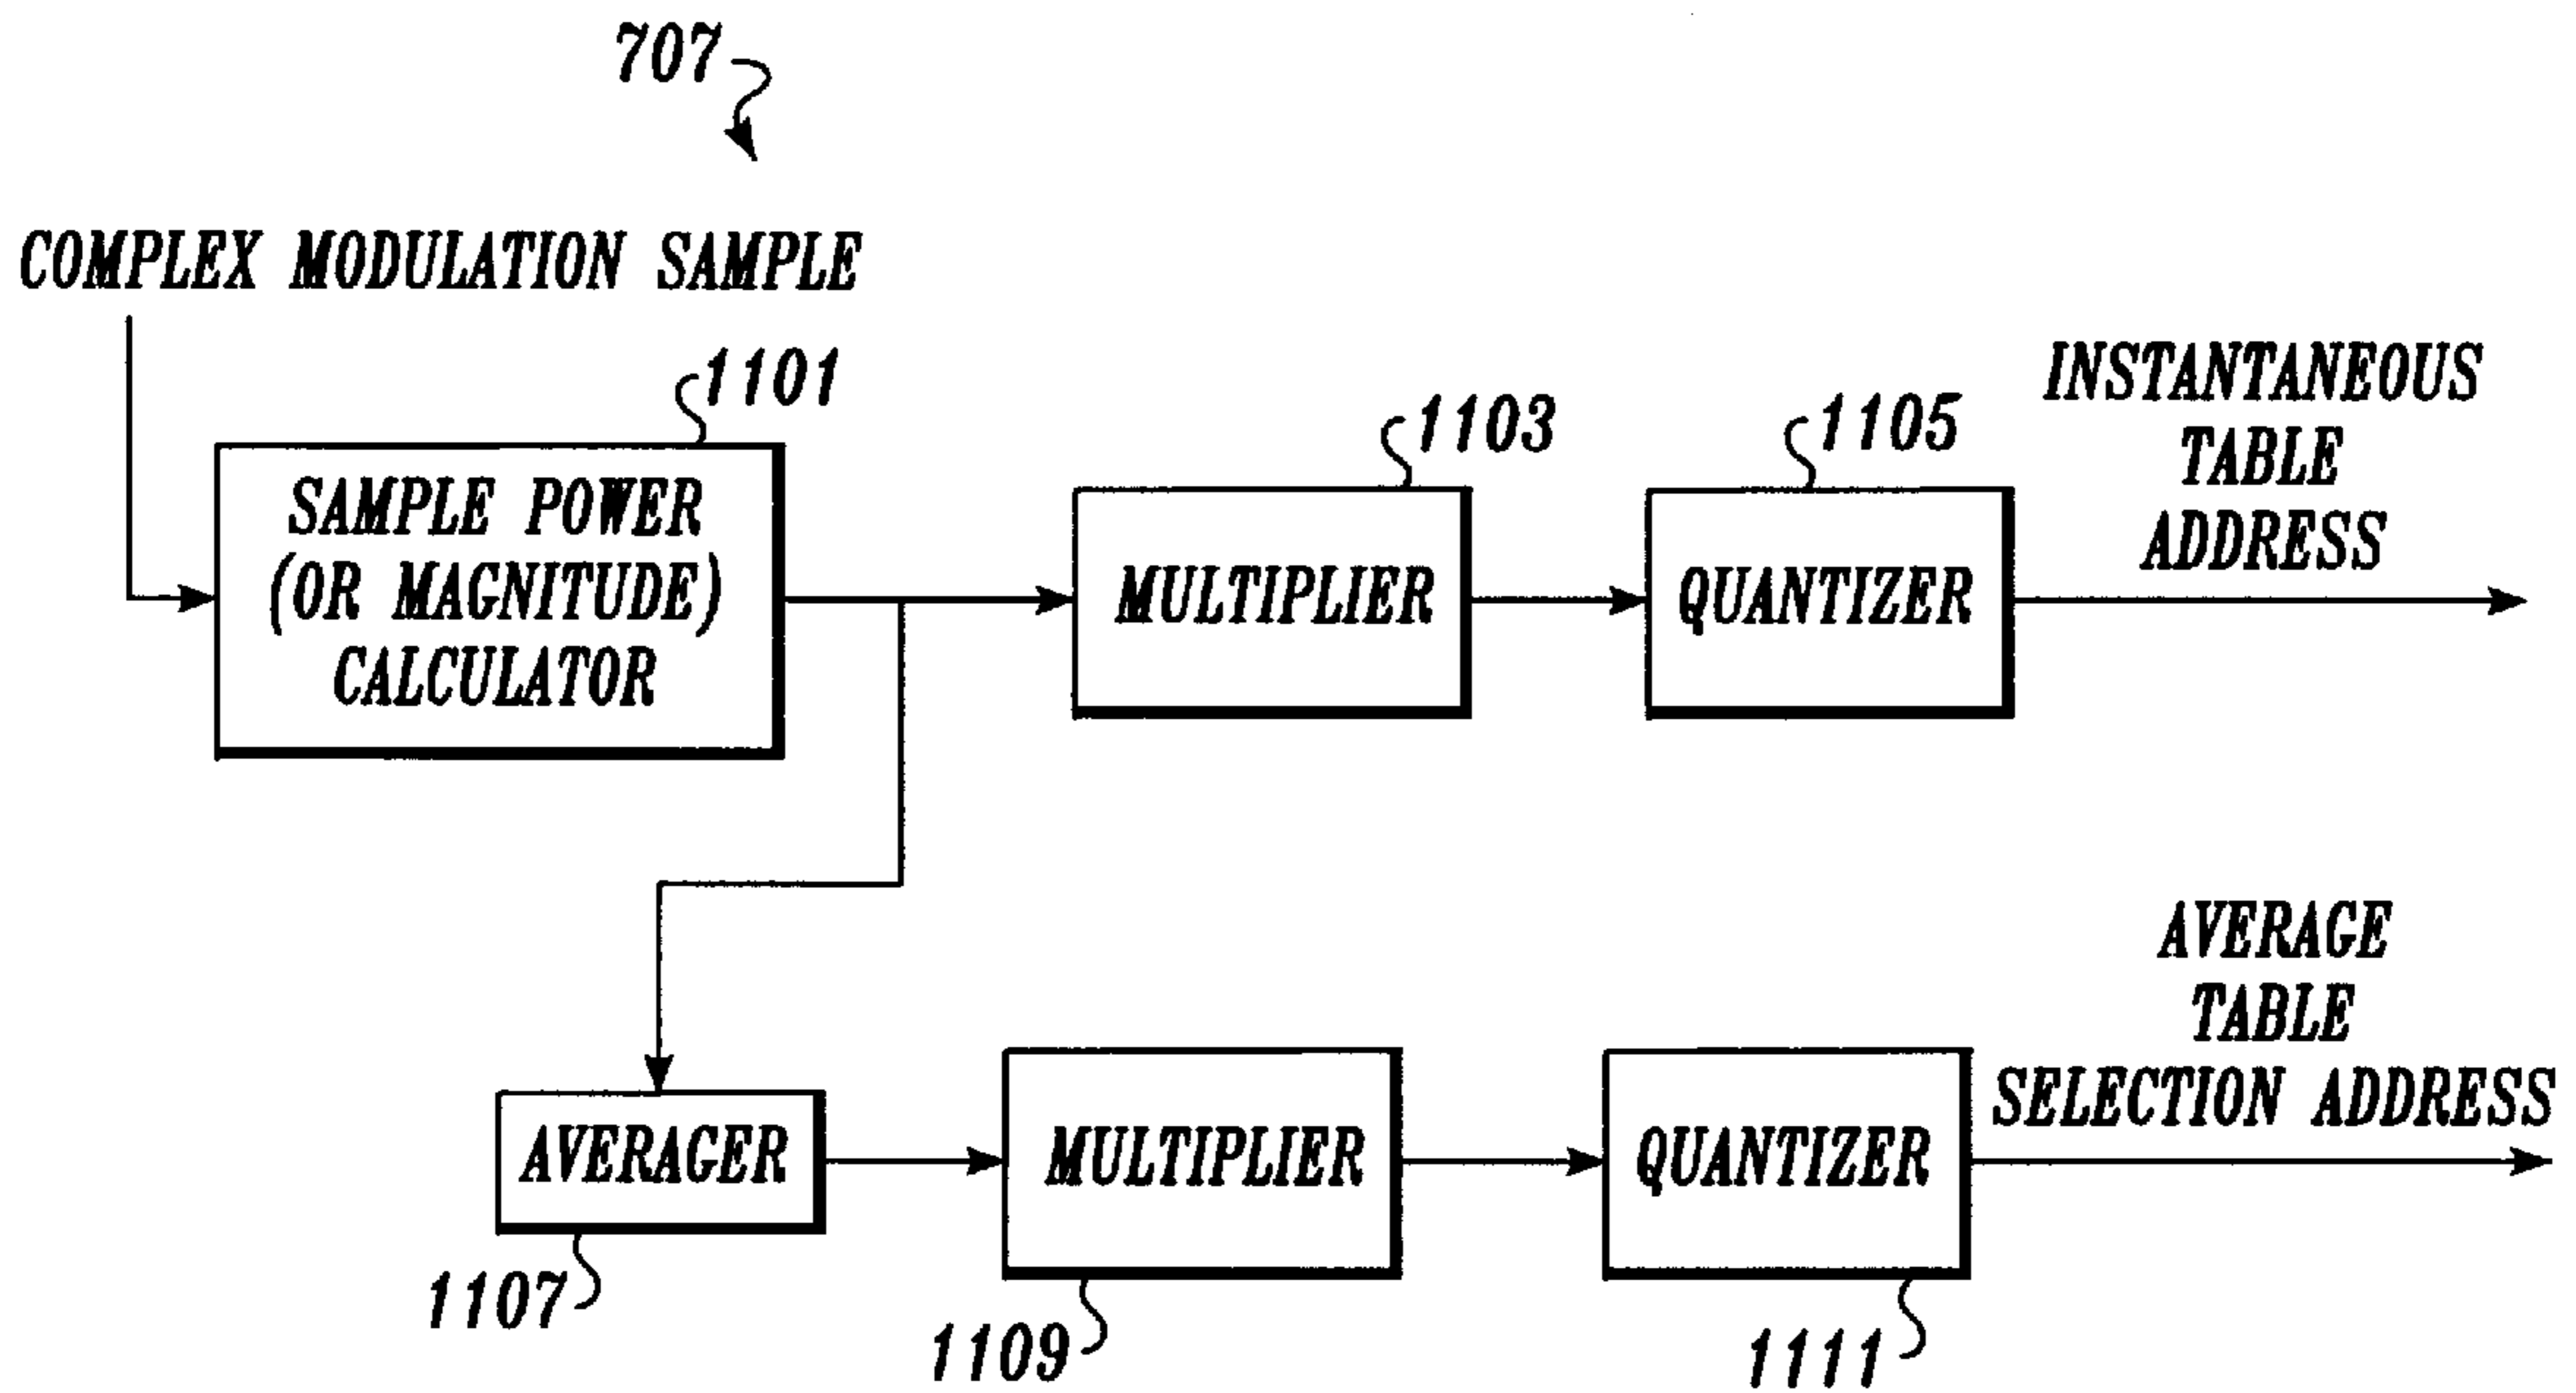 707
COMPLEX MODULATION SAMPLE
1101
SAMPLE POWER
(OR MAGNITUDE)
CALCULATOR
1103
MULTIPLIER
1105
QUANTIZER
INSTANTANEOUS
TABLE
ADDRESS
AVERAGER
1107
MULTIPLIER
1109
QUANTIZER
1111
AVERAGE
TABLE
SELECTION ADDRESS